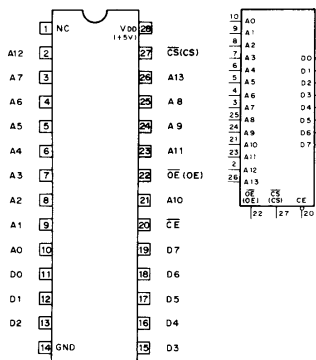 1 NC VDD 28
(+5V)
A12 2 27 C̅S̅(CS)
A7 3 26 A13
A6 4 25 A8
A5 5 24 A9
A4 6 23 A11
A3 7 22 O̅E̅ (OE)
A2 8 21 A10
A1 9 20 C̅E̅
A0 10 19 D7
D0 11 18 D6
D1 12 17 D5
D2 13 16 D4
14 GND 15 D3
10 A0
9 A1
8 A2
7 A3 D0
6 A4 D1
5 A5 D2
4 A6 D3
3 A7 D4
25 A8 D5
24 A9 D6
21 A10 D7
23 A11
2 A12
26 A13
O̅E̅ C̅S̅
(OE) (CS) CE
22 27 20